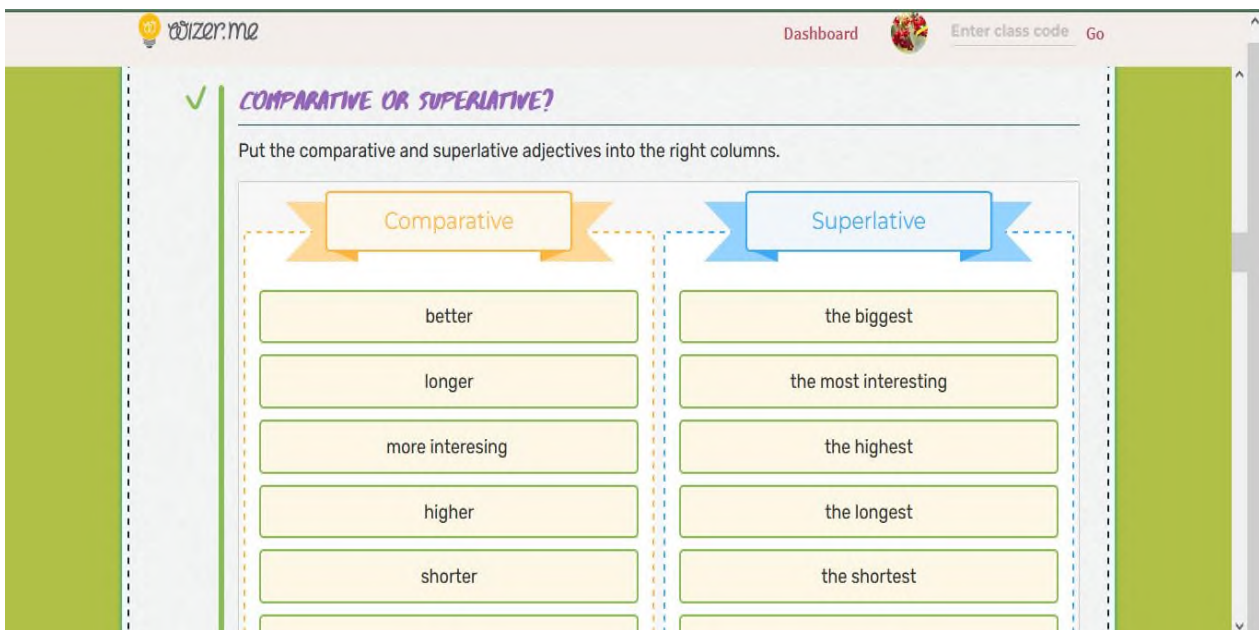 wizer.me
Dashboard
Enter class code Go
COMPARATIVE OR SUPERLATIVE?
Put the comparative and superlative adjectives into the right columns.
Comparative Superlative
better the biggest
longer the most interesting
more interesing the highest
higher the longest
shorter the shortest